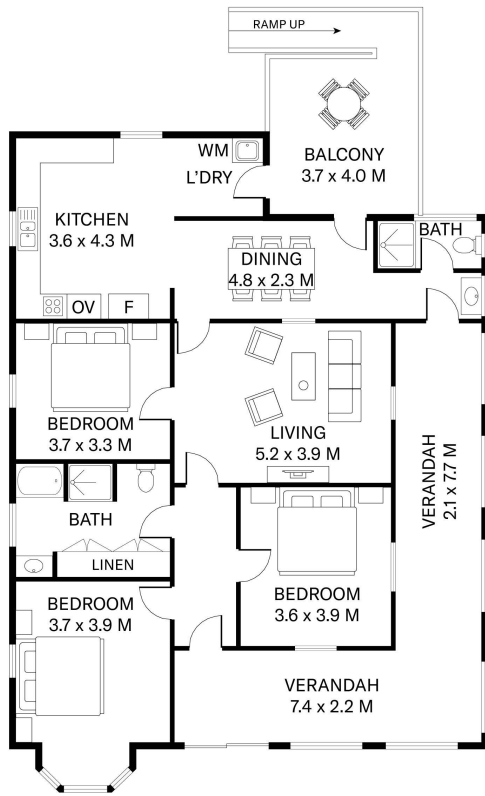 RAMP UP
BALCONY
3.7 x 4.0 M
WM
L'DRY
KITCHEN
3.6 x 4.3 M
OV
F
DINING
4.8 x 2.3 M
BATH
BEDROOM
3.7 x 3.3 M
LIVING
5.2 x 3.9 M
VERANDAH
2.1 x 7.7 M
BATH
LINEN
BEDROOM
3.6 x 3.9 M
BEDROOM
3.7 x 3.9 M
VERANDAH
7.4 x 2.2 M